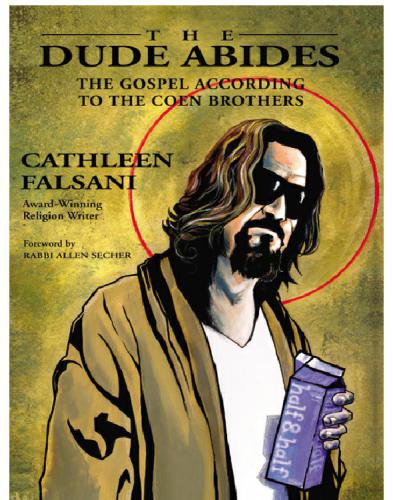 THE
DUDE ABIDES
THE GOSPEL ACCORDING
TO THE COEN BROTHERS
CATHLEEN
FALSANI
Award-Winning
Religion Writer
Foreword by
RABBI ALLEN SECHER
half & half